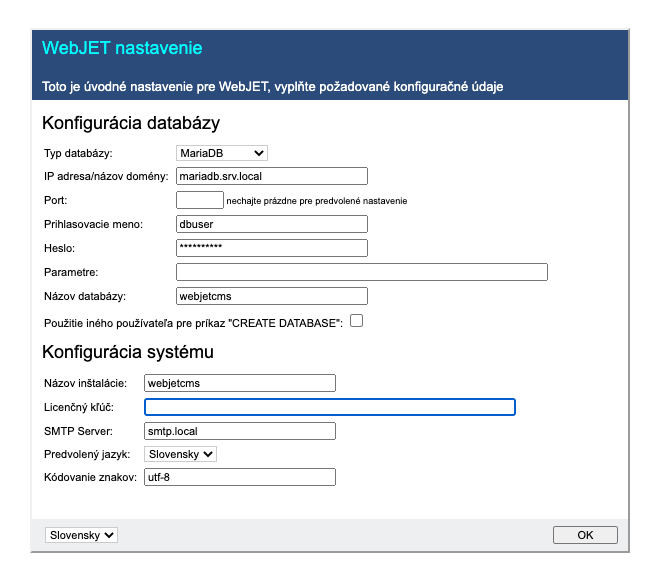 WebJET nastavenie
Toto je úvodné nastavenie pre WebJET, vyplňte požadované konfiguračné údaje
Konfigurácia databázy
Typ databázy: MariaDB
IP adresa/názov domény: mariadb.srv.local
Port: nechajte prázdne pre predvolené nastavenie
Prihlasovacie meno: dbuser
Heslo: **********
Parametre:
Názov databázy: webjetcms
Použitie iného používateľa pre príkaz "CREATE DATABASE":
Konfigurácia systému
Názov inštalácie: webjetcms
Licenčný kľúč:
SMTP Server: smtp.local
Predvolený jazyk: Slovensky
Kódovanie znakov: utf-8
Slovensky OK